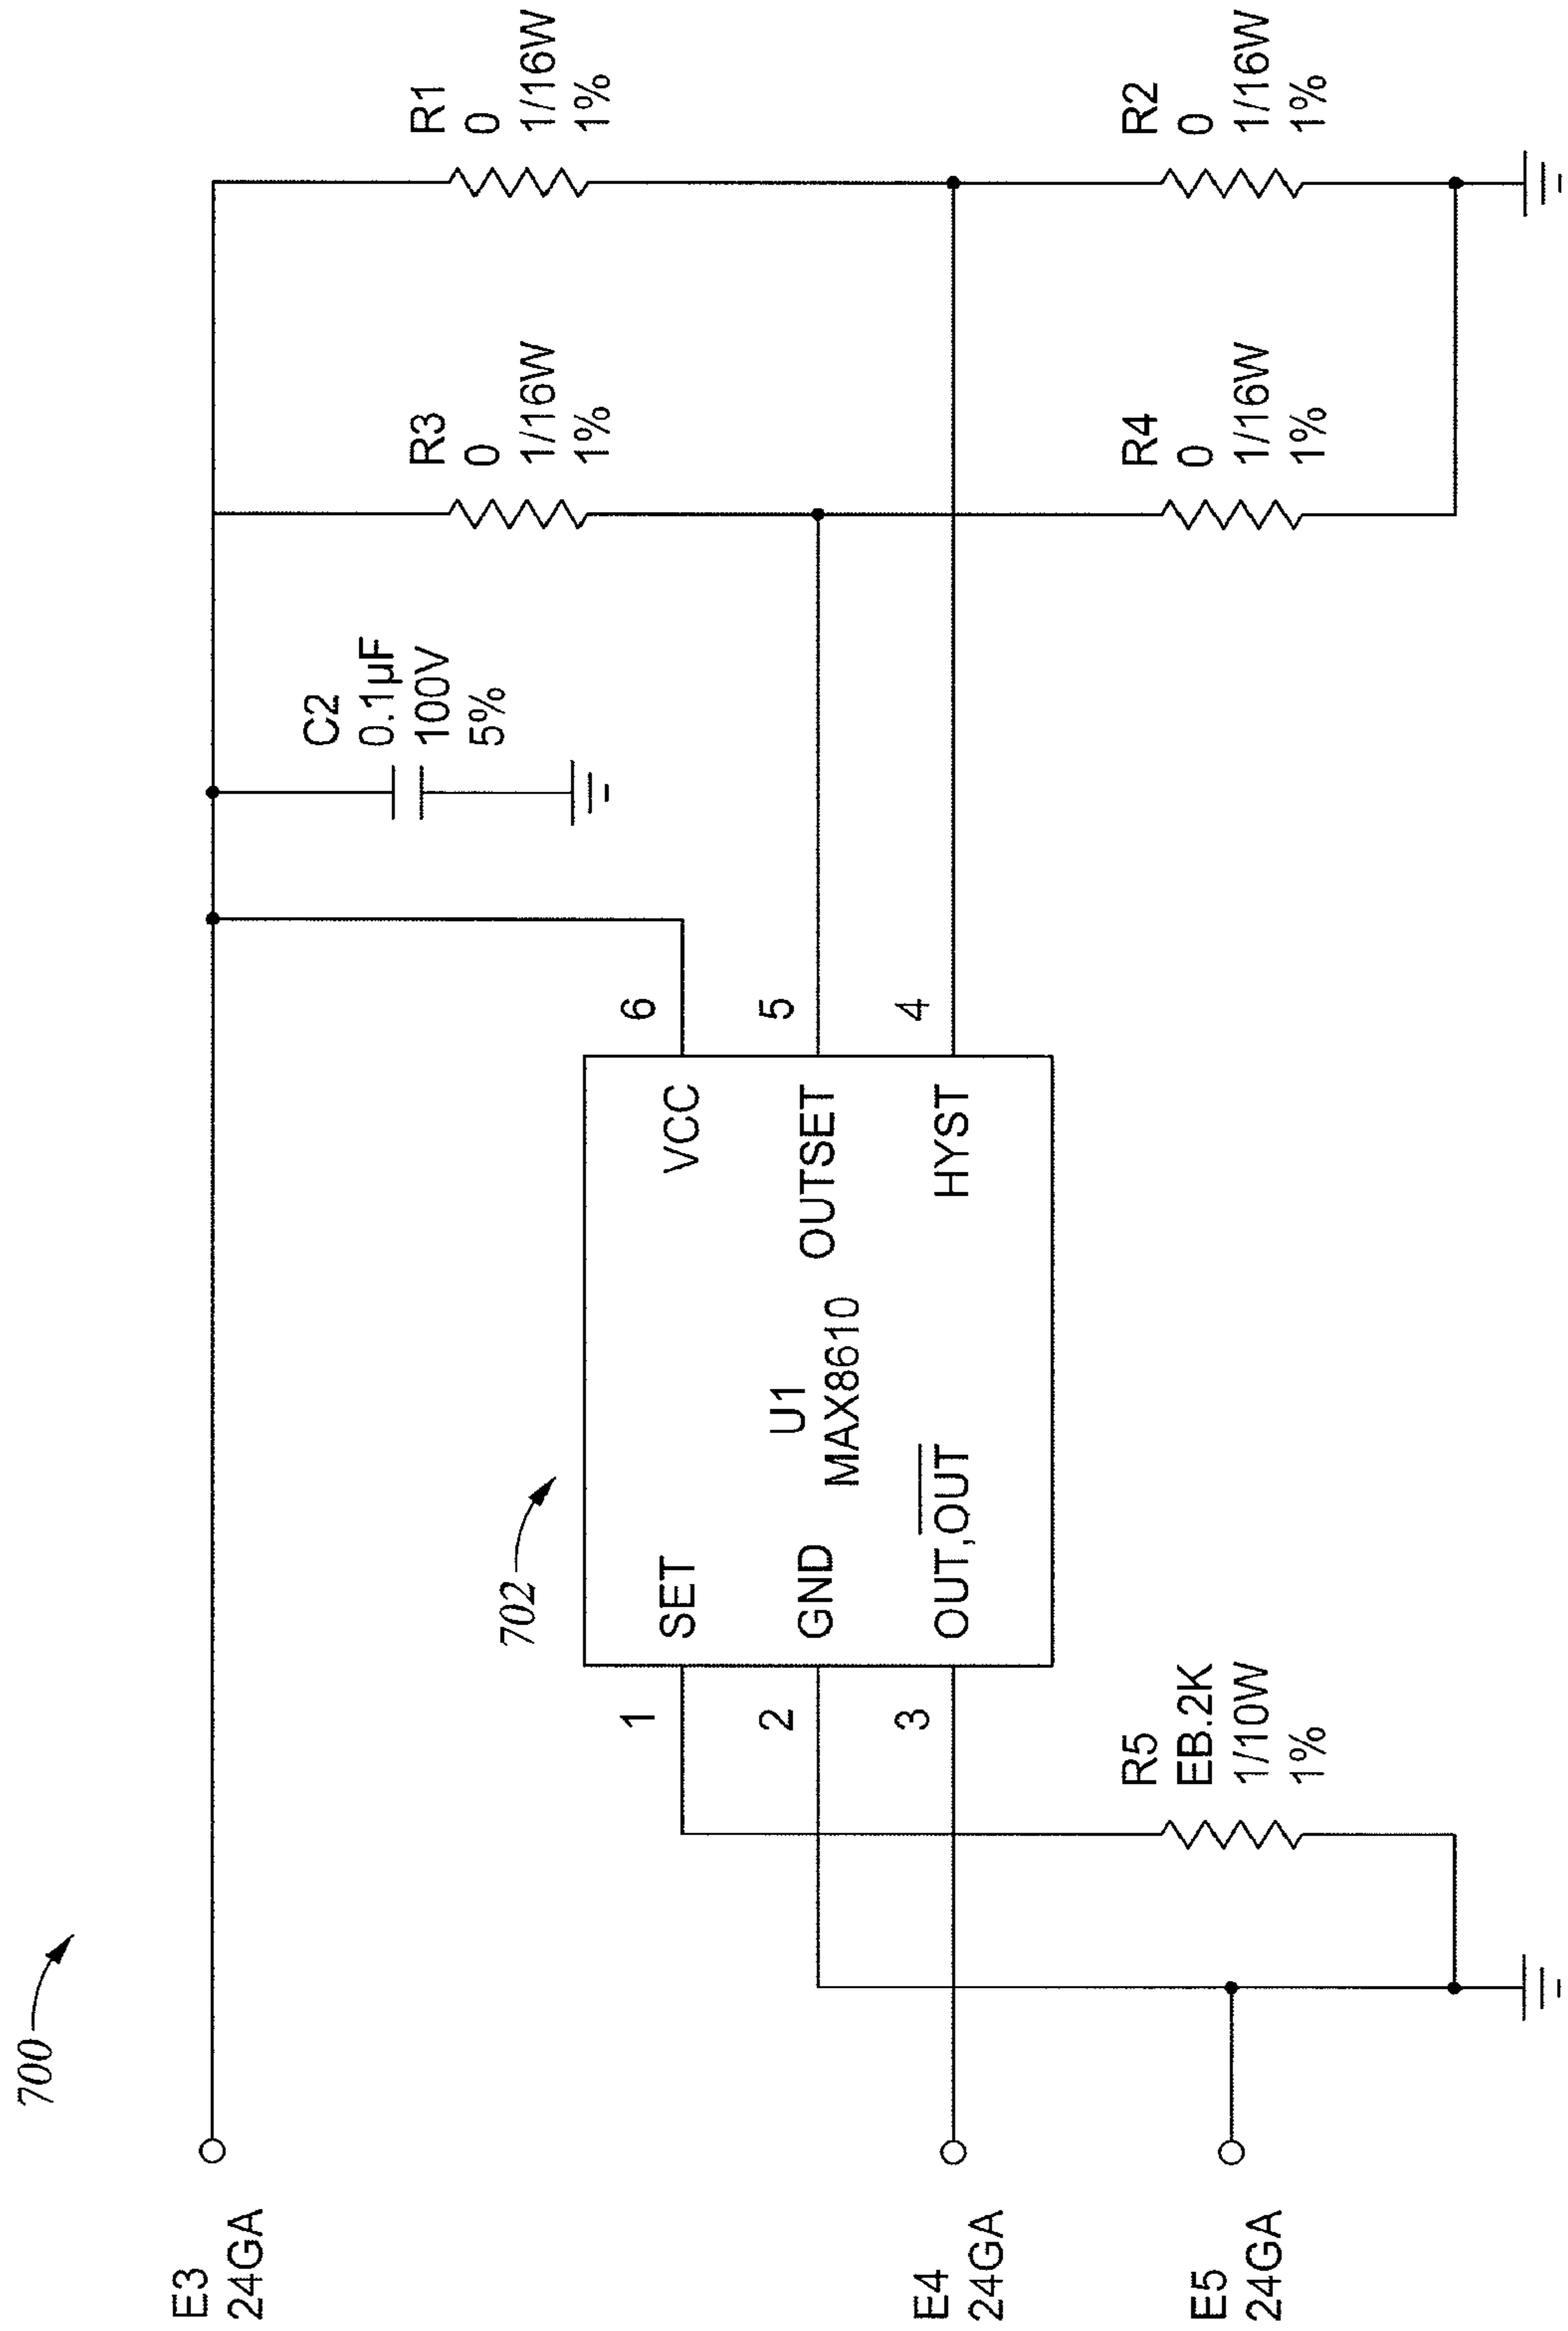 700
E3
24GA
E4
24GA
E5
24GA
702
1
2
3
SET
GND
OUT,OUT
U1
MAX8610
VCC
OUTSET
HYST
6
5
4
R5
EB.2K
1/10W
1%
C2
0.1µF
100V
5%
R3
0
1/16W
1%
R4
0
1/16W
1%
R1
0
1/16W
1%
R2
0
1/16W
1%